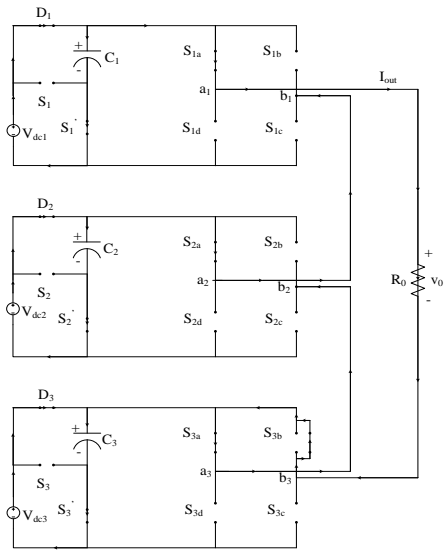 D1
+
-
C1
S1a
S1b
S1
S1'
Vdc1
a1
b1
Iout
S1d
S1c
D2
+
-
C2
S2a
S2b
S2
S2'
Vdc2
a2
b2
S2d
S2c
R0
+
v0
-
D3
+
-
C3
S3a
S3b
S3
S3'
Vdc3
a3
b3
S3d
S3c